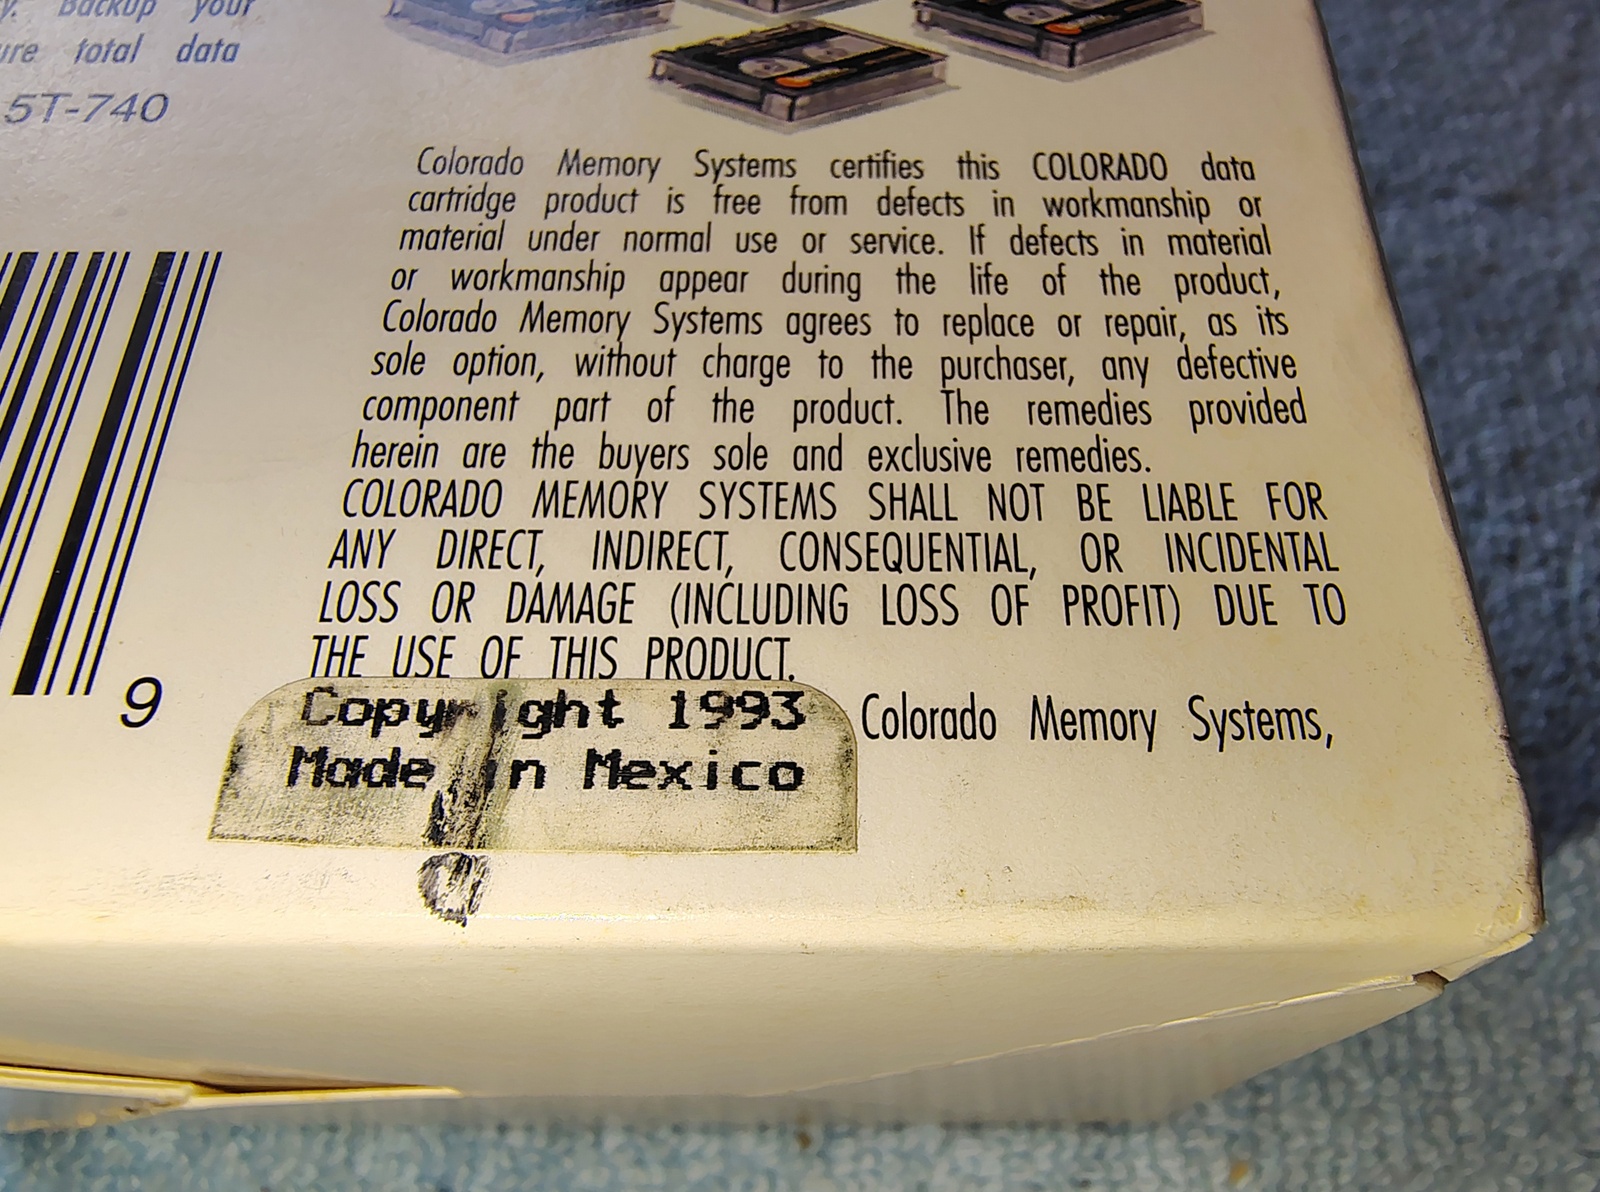 Backup your
total data
5T-740
Colorado Memory Systems certifies this COLORADO data
cartridge product is free from defects in workmanship or
material under normal use or service. If defects in material
or workmanship appear during the life of the product,
Colorado Memory Systems agrees to replace or repair, as its
sole option, without charge to the purchaser, any defective
component part of the product. The remedies provided
herein are the buyers sole and exclusive remedies.
COLORADO MEMORY SYSTEMS SHALL NOT BE LIABLE FOR
ANY DIRECT, INDIRECT, CONSEQUENTIAL, OR INCIDENTAL
LOSS OR DAMAGE (INCLUDING LOSS OF PROFIT) DUE TO
THE USE OF THIS PRODUCT.
Copyright 1993 Colorado Memory Systems,
Made in Mexico
9